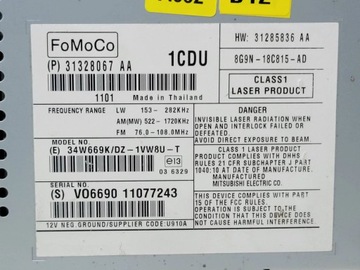 FoMoCo
1CDU
HW: 31285836 AA
(P) 31328067 AA
8G9N-18C815-AD
CLASS1
LASER PRODUCT
1101 Made in Thailand
FREQUENCY RANGE LW 153 - 282KHz
AM(MW) 522 - 1720KHz
FM 76.0 - 108.0MHz
MODEL NO.
(E) 34W669K/DZ-1VW8U-T
e13
03 6329
SERIAL NO.
(S) VO6690 11077243
12V NEG.GROUND/SUPPLIER CODE:U910A
DANGER
INVISIBLE LASER RADIATION WHEN
OPEN AND INTERLOCK FAILED OR
DEFEATED.
AVOID DIRECT EXPOSURE TO BEAM.
THIS PRODUCT COMPLIES WITH DHHS
RULES 21 CFR SUBCHAPTER J PART
1040:10 AT DATE OF MANUFACTURE.
MITSUBISHI ELECTRIC CO.
THIS DEVICE COMPLIES WITH PART 15
OF THE FCC RULES. OPERATION IS
SUBJECT TO THE CONDITION THAT
THIS DEVICE DOES NOT
CAUSE HARMFUL INTERFERENCE.